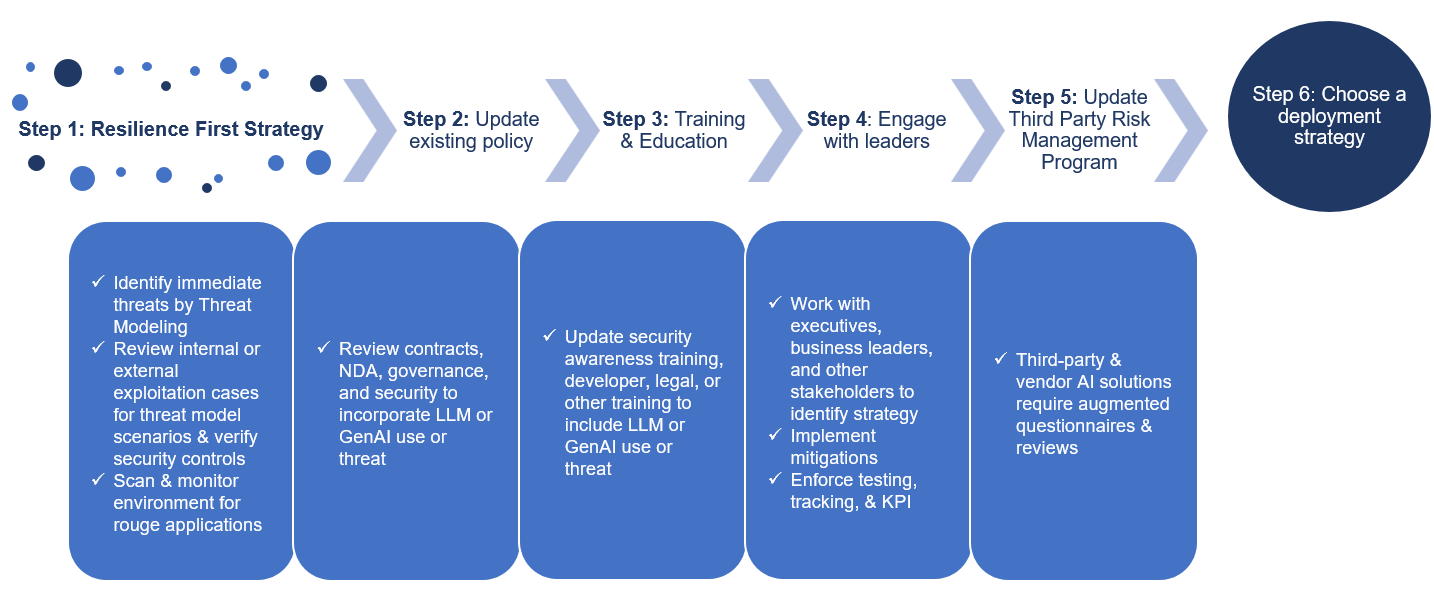 Step 1: Resilience First Strategy
Step 2: Update
existing policy
Step 3: Training
& Education
Step 4: Engage
with leaders
Step 5: Update
Third Party Risk
Management
Program
Step 6: Choose a
deployment
strategy
✓ Identify immediate
threats by Threat
Modeling
✓ Review internal or
external
exploitation cases
for threat model
scenarios & verify
security controls
✓ Scan & monitor
environment for
rouge applications
✓ Review contracts,
NDA, governance,
and security to
incorporate LLM or
GenAI use or
threat
✓ Update security
awareness training,
developer, legal, or
other training to
include LLM or
GenAI use or
threat
✓ Work with
executives,
business leaders,
and other
stakeholders to
identify strategy
✓ Implement
mitigations
✓ Enforce testing,
tracking, & KPI
✓ Third-party &
vendor AI solutions
require augmented
questionnaires &
reviews